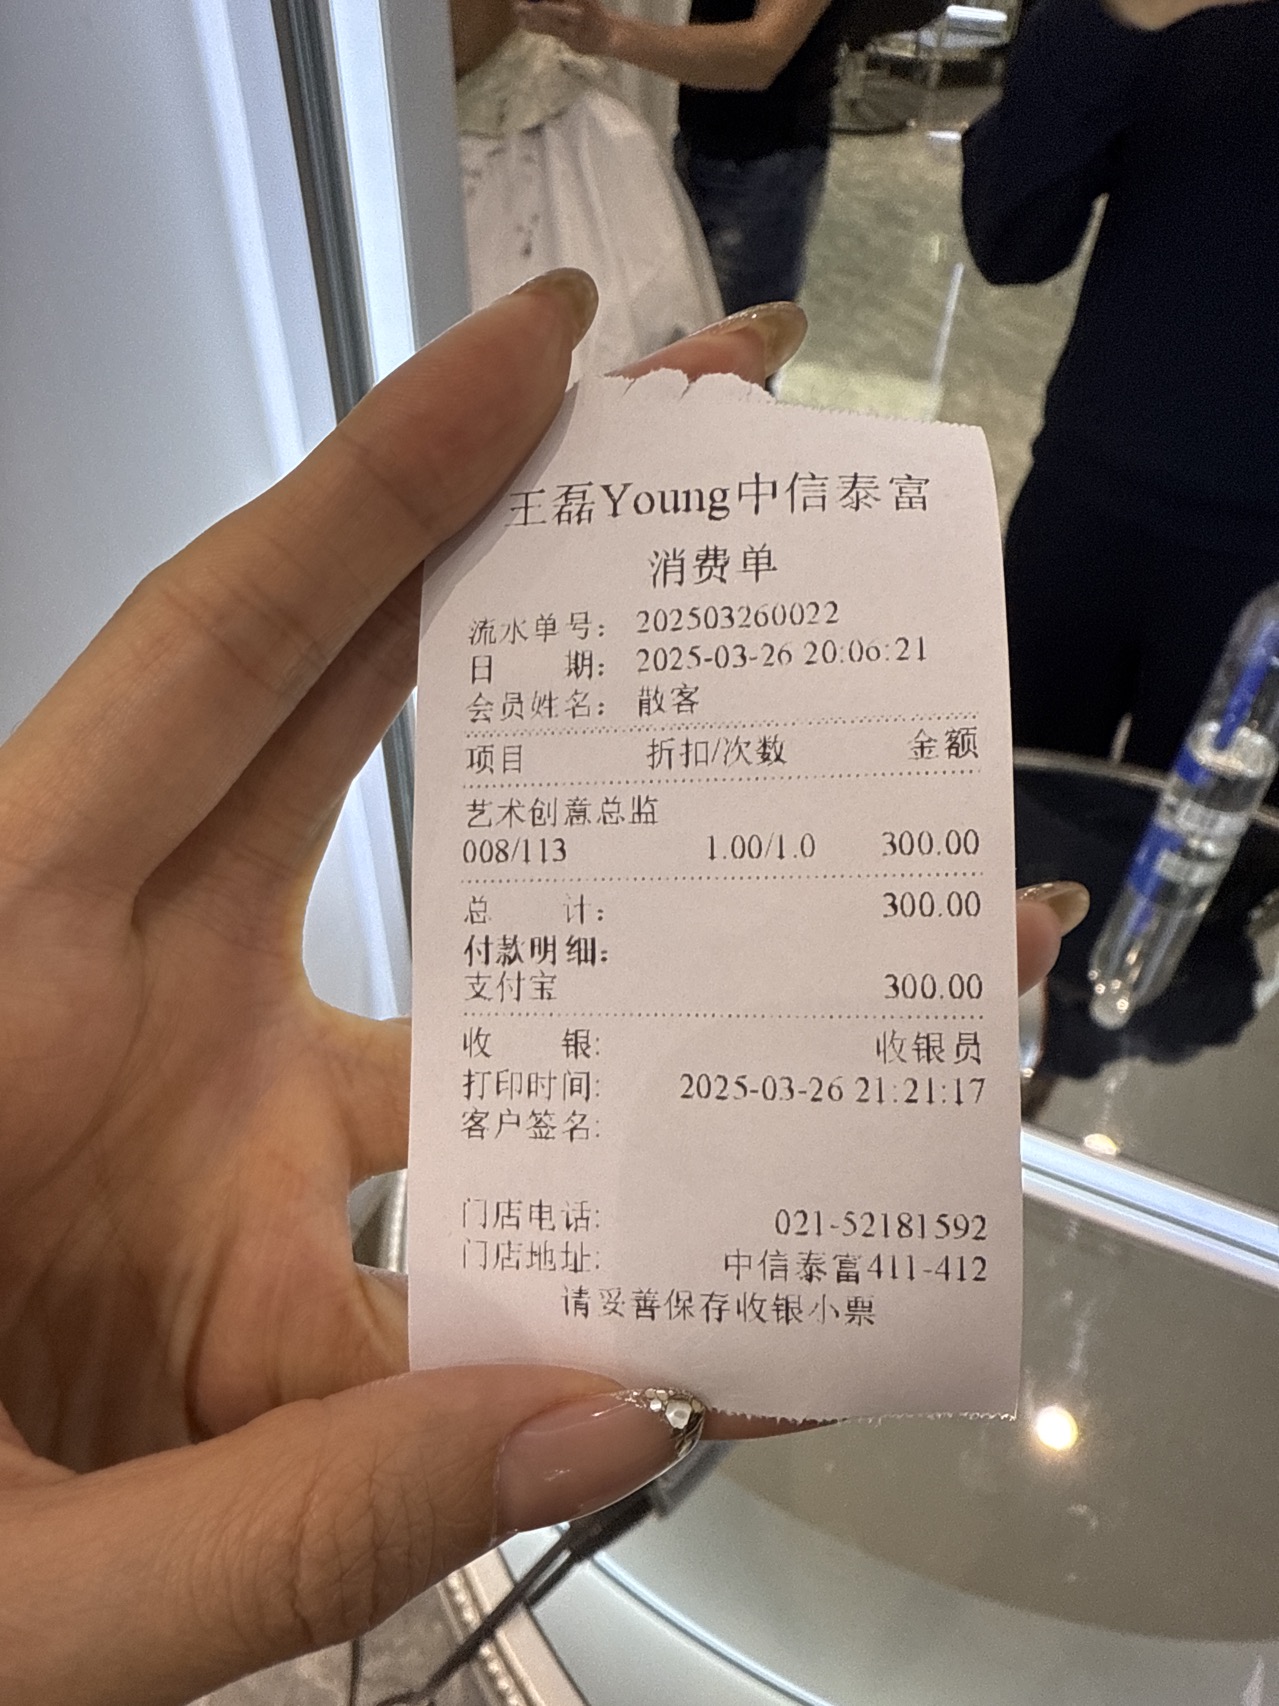 王磊Young中信泰富
消费单
流水单号： 202503260022
日 期： 2025-03-26 20:06:21
会员姓名： 散客
项目 折扣/次数 金额
艺术创意总监
008/113 1.00/1.0 300.00
总 计： 300.00
付款明细：
支付宝 300.00
收 银: 收银员
打印时间: 2025-03-26 21:21:17
客户签名:
门店电话: 021-52181592
门店地址: 中信泰富411-412
请妥善保存收银小票